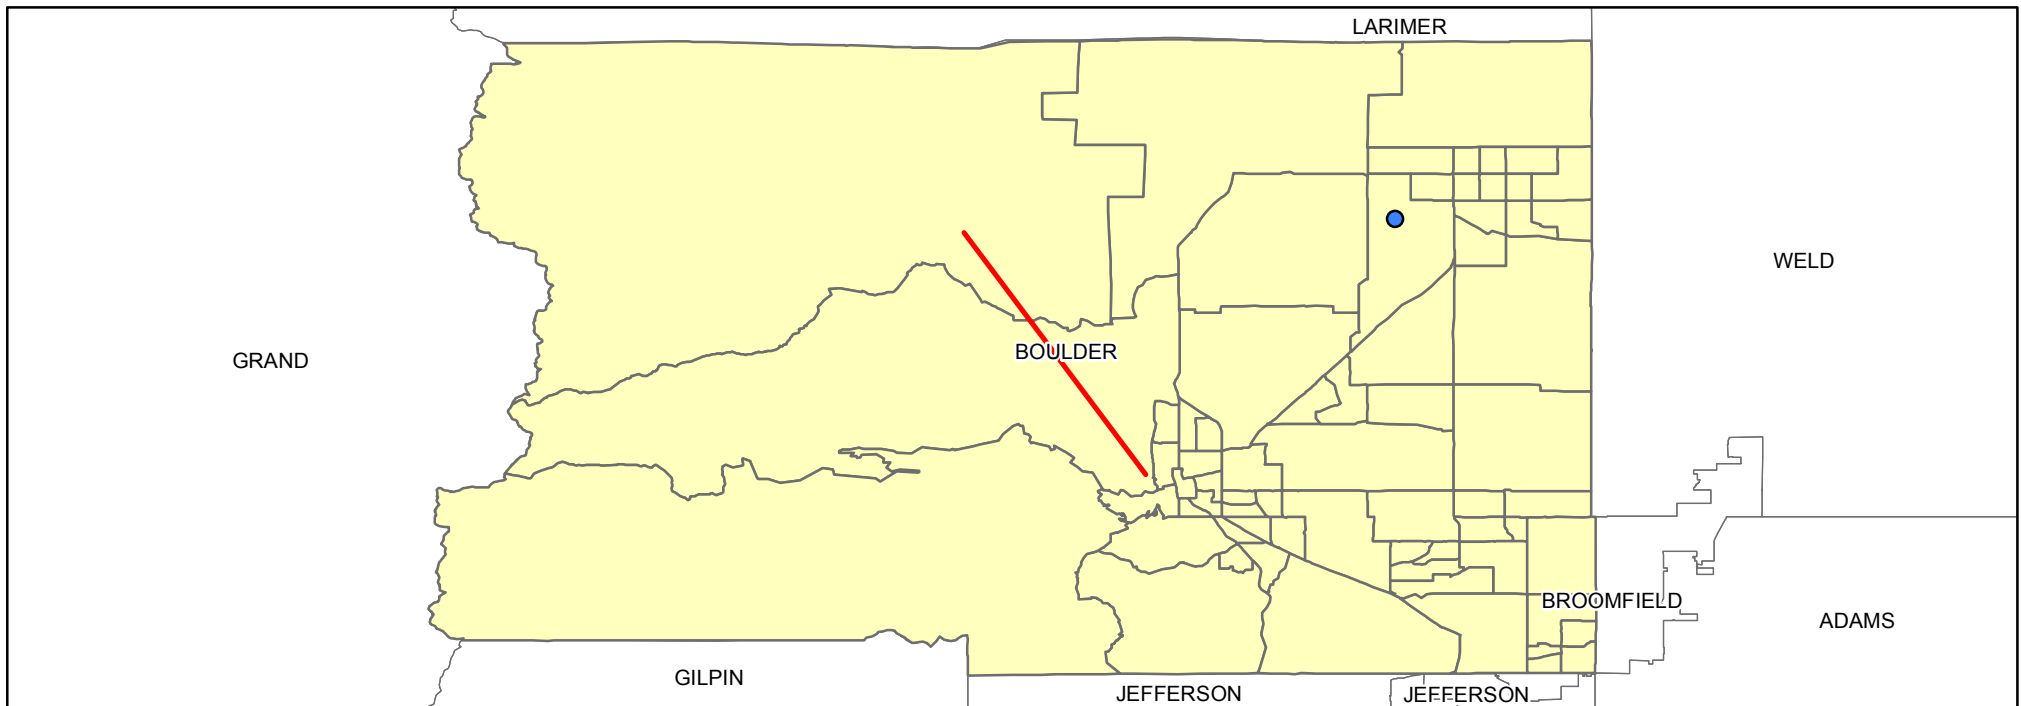 LARIMER
WELD
GRAND
BOULDER
BROOMFIELD
ADAMS
GILPIN
JEFFERSON
JEFFERSON